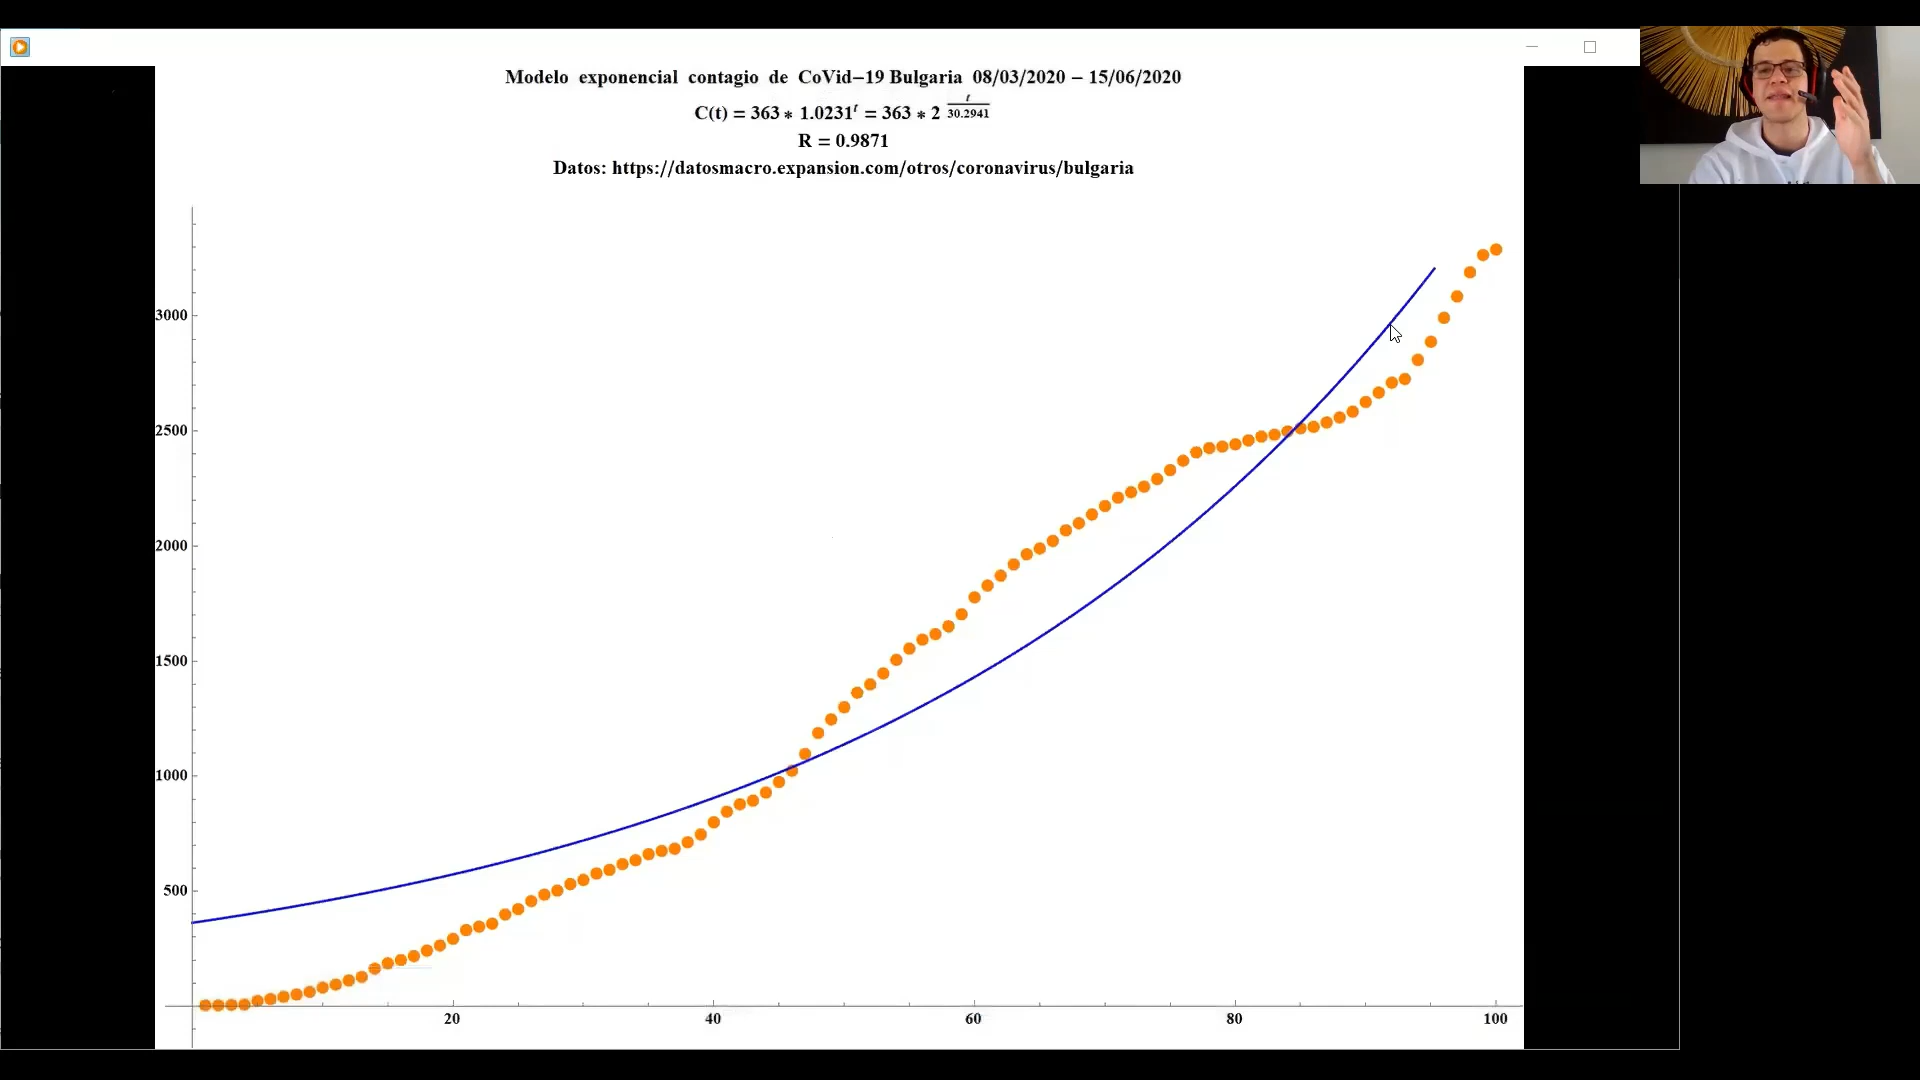 Modelo exponencial contagio de CoVid−19 Bulgaria 08/03/2020 − 15/06/2020
C(t) = 363 * 1.0231^t = 363 * 2^(t/30.2941)
R = 0.9871
Datos: https://datosmacro.expansion.com/otros/coronavirus/bulgaria
3000
2500
2000
1500
1000
500
20 40 60 80 100